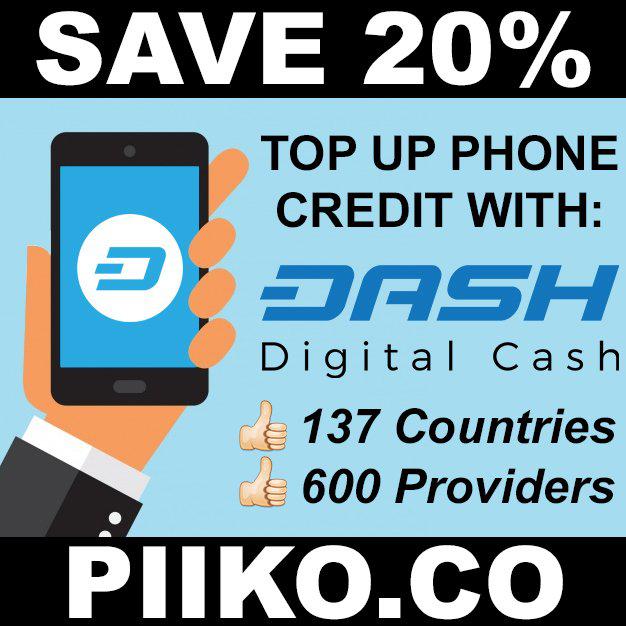 SAVE 20%
TOP UP PHONE
CREDIT WITH:
DASH
Digital Cash
137 Countries
600 Providers
PIIKO.CO